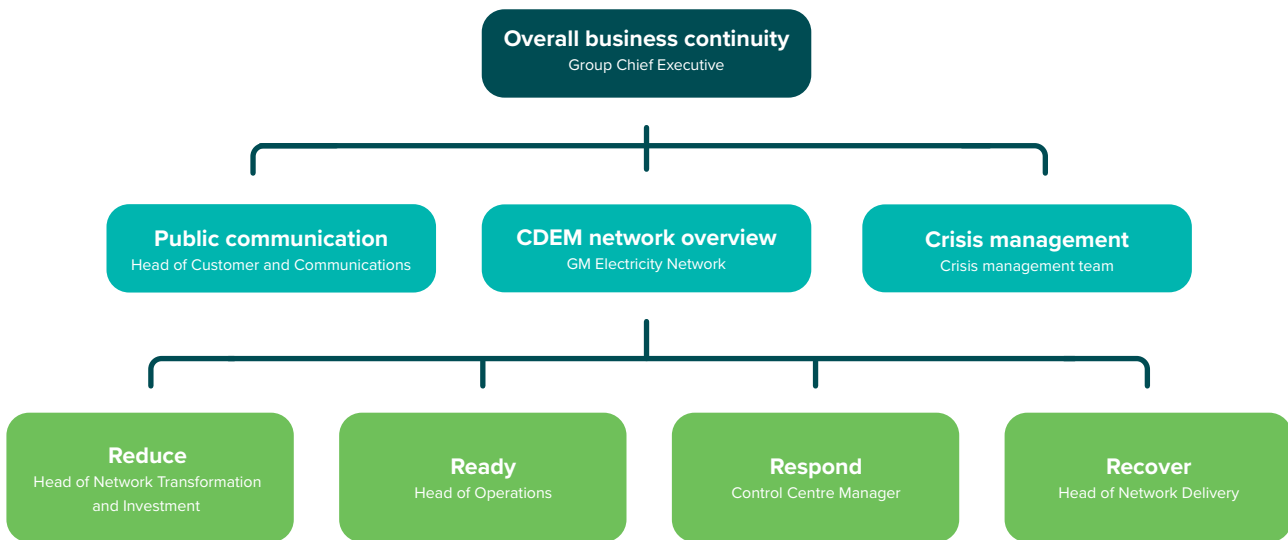 Overall business continuity
Group Chief Executive
Public communication
Head of Customer and Communications
CDEM network overview
GM Electricity Network
Crisis management
Crisis management team
Reduce
Head of Network Transformation
and Investment
Ready
Head of Operations
Respond
Control Centre Manager
Recover
Head of Network Delivery